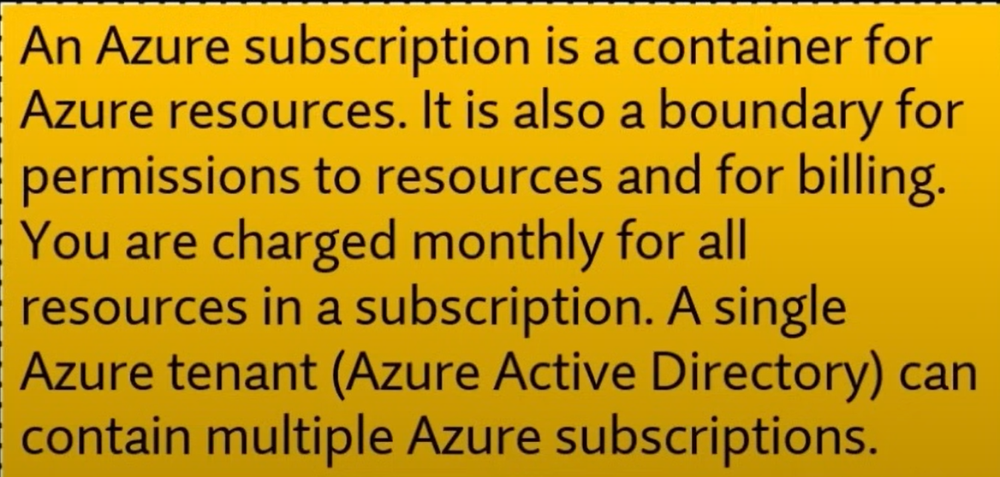 An Azure subscription is a container for
Azure resources. It is also a boundary for
permissions to resources and for billing.
You are charged monthly for all
resources in a subscription. A single
Azure tenant (Azure Active Directory) can
contain multiple Azure subscriptions.